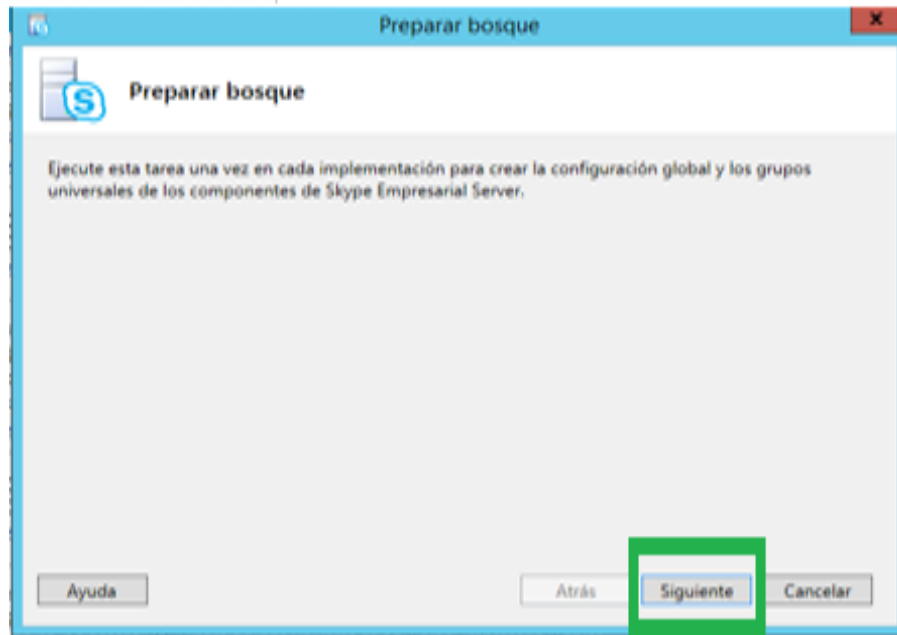 Preparar bosque
Preparar bosque
Ejecute esta tarea una vez en cada implementación para crear la configuración global y los grupos
universales de los componentes de Skype Empresarial Server.
Ayuda Atrás Siguiente Cancelar